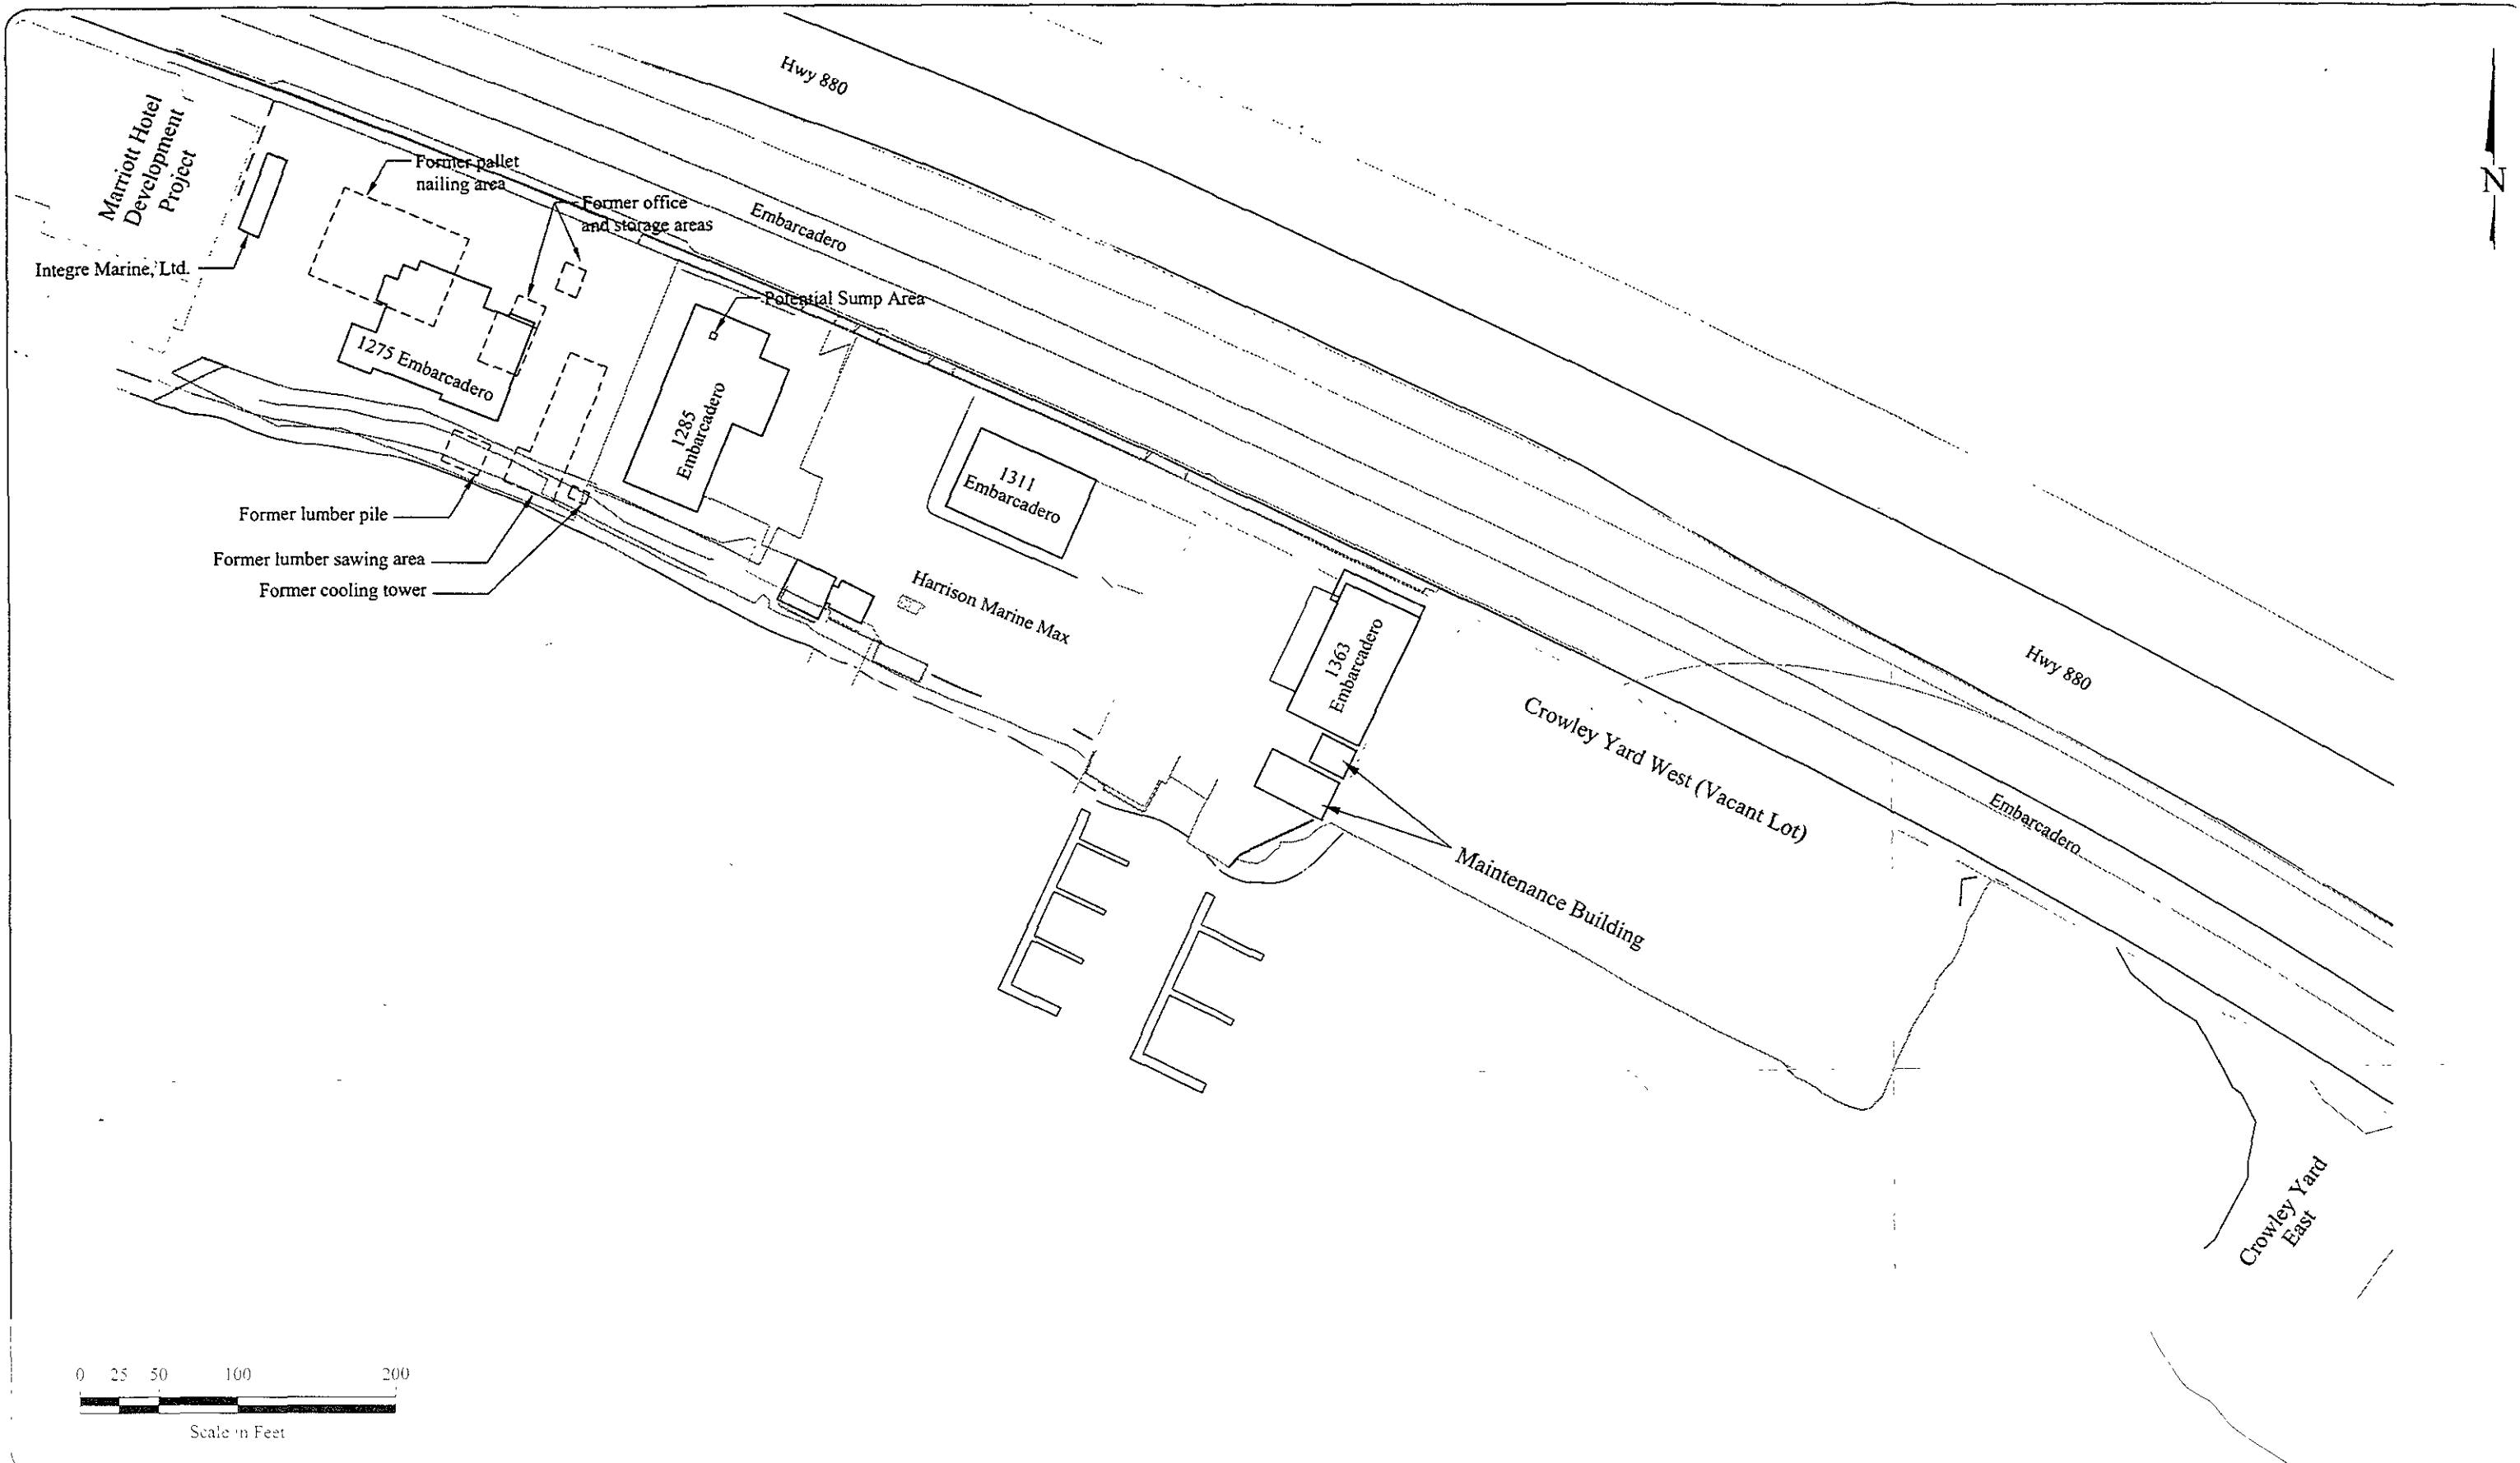 Hwy 880
N
Marriott Hotel
Development
Project
Former pallet
nailing area
Former office
and storage areas
Embarcadero
Integre Marine, Ltd.
Potential Sump Area
1275 Embarcadero
1285
Embarcadero
1311
Embarcadero
Former lumber pile
Former lumber sawing area
Former cooling tower
Harrison Marine Max
1363
Embarcadero
Hwy 880
Crowley Yard West (Vacant Lot)
Embarcadero
Maintenance Building
Crowley Yard
East
0 25 50 100 200
Scale in Feet